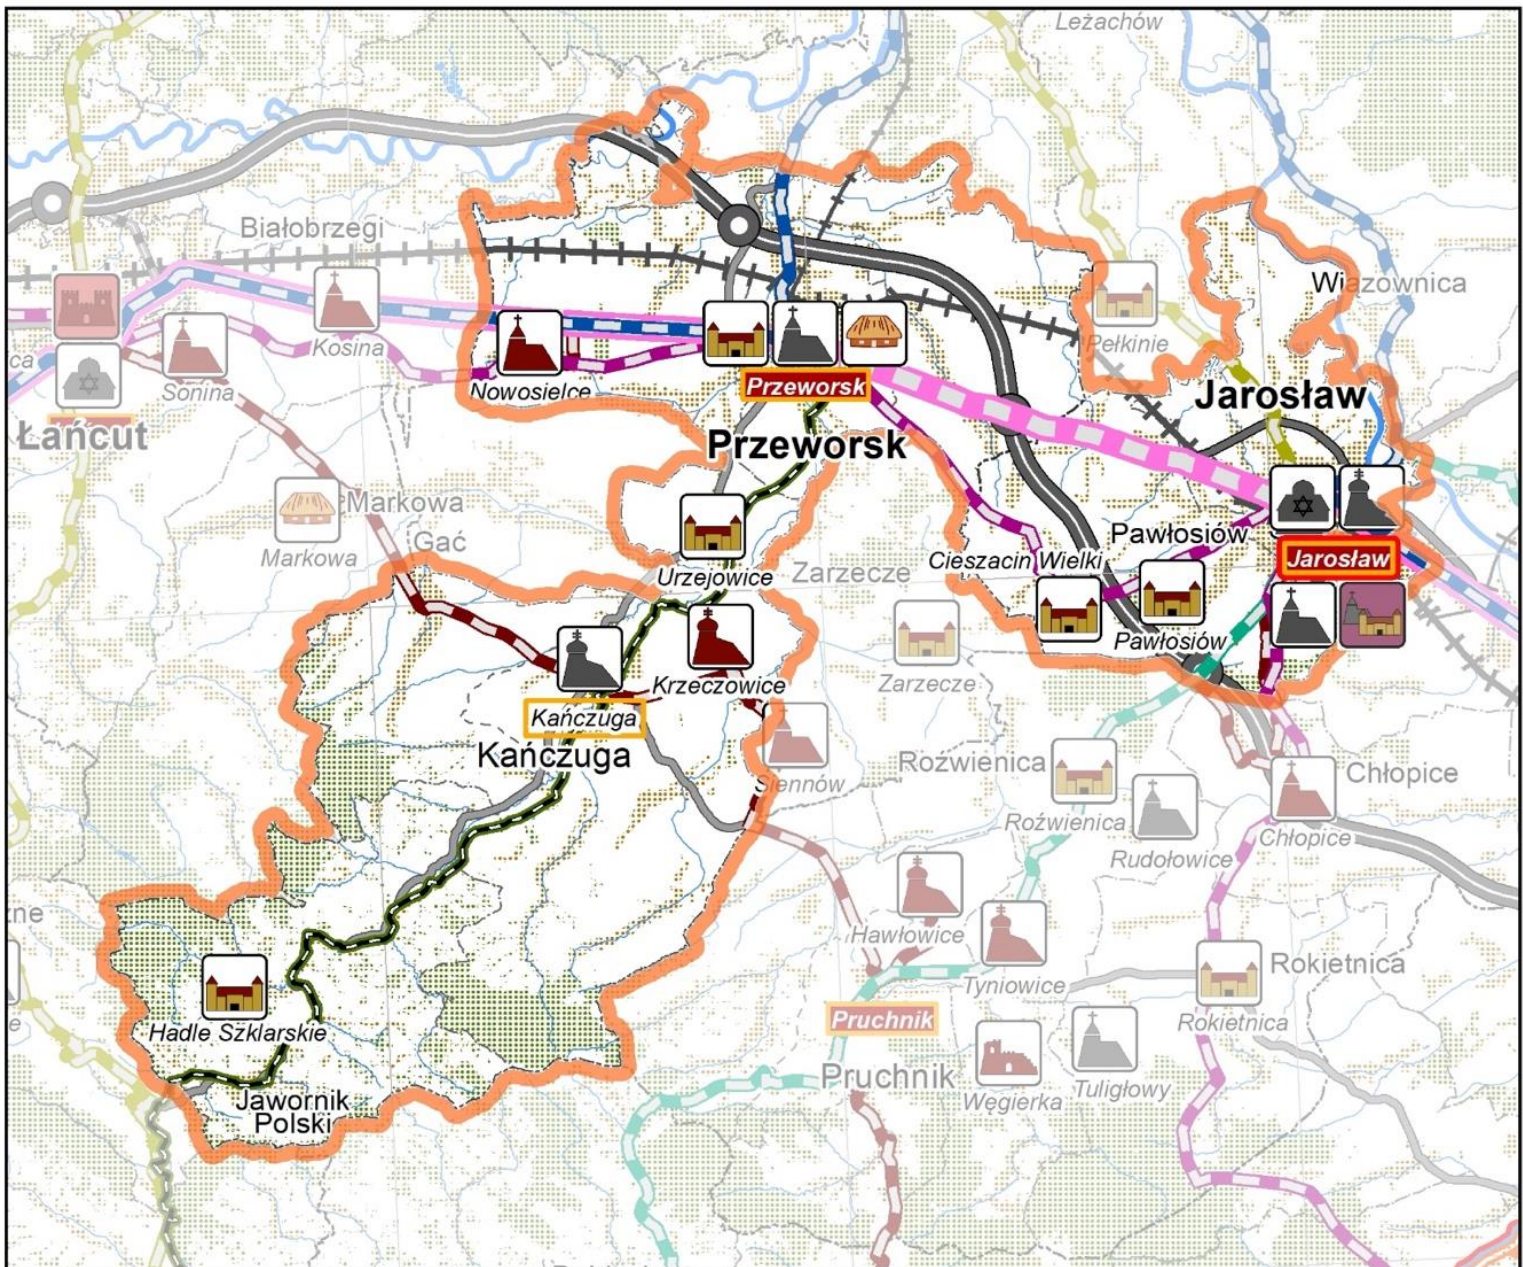 Leżachów
Białobrzegi
Wiązownica
Kosina
Pełkinie
Sonina
Nowosielce
Przeworsk
Jarosław
Łańcut
Przeworsk
Markowa
Gać
Markowa
Pawłosiów
Cieszacin Wielki
Jarosław
Urzejowice
Zarzecze
Pawłosiów
Krzeczowice
Zarzecze
Kańczuga
Kańczuga
Roźwienica
Siennów
Chłopice
Roźwienica
Rudołowice
Chłopice
Hawłowice
Tyniowice
Rokietnica
Pruchnik
Rokietnica
Hadle Szklarskie
Pruchnik
Węgierka
Tuligłowy
Jawornik
Polski